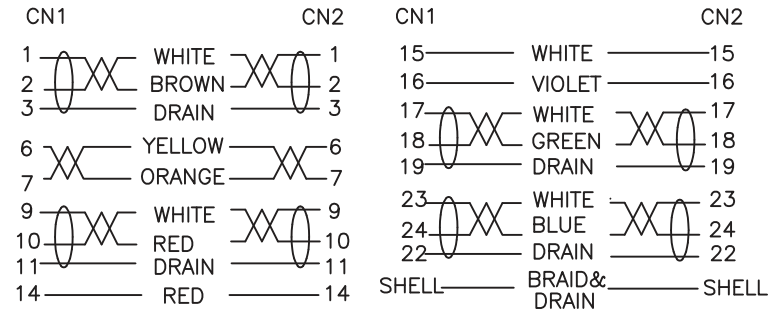 CN1 CN2
1 WHITE 1
2 BROWN 2
3 DRAIN 3
6 YELLOW 6
7 ORANGE 7
9 WHITE 9
10 RED 10
11 DRAIN 11
14 RED 14
CN1 CN2
15 WHITE 15
16 VIOLET 16
17 WHITE 17
18 GREEN 18
19 DRAIN 19
23 WHITE 23
24 BLUE 24
22 DRAIN 22
SHELL BRAID& SHELL
DRAIN